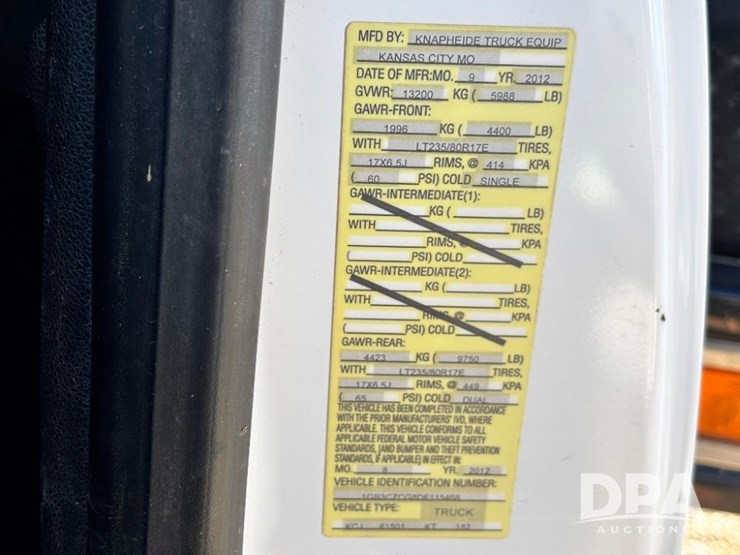 MFD BY: KNAPHEIDE TRUCK EQUIP
KANSAS CITY MO
DATE OF MFR:MO. 9 YR. 2012
GVWR: 13200 KG ( 5988 LB)
GAWR-FRONT:
1996 KG ( 4400 LB)
WITH LT235/80R17E TIRES,
17X6.5J RIMS, @ 414 KPA
( 60 PSI) COLD SINGLE
GAWR-INTERMEDIATE(1):
KG ( LB)
WITH TIRES,
RIMS, @ KPA
( PSI) COLD
GAWR-INTERMEDIATE(2):
KG ( LB)
WITH TIRES,
( RIMS @ KPA
( PSI) COLD
GAWR-REAR:
4423 KG ( 9750 LB)
WITH LT235/80R17E TIRES,
17X6.5J RIMS, @ 449 KPA
( 65 PSI) COLD DUAL
THIS VEHICLE HAS BEEN COMPLETED IN ACCORDANCE
WITH THE PRIOR MANUFACTURERS' IVD, WHERE
APPLICABLE. THIS VEHICLE CONFORMS TO ALL
APPLICABLE FEDERAL MOTOR VEHICLE SAFETY
STANDARDS, [AND BUMPER AND THEFT PREVENTION
STANDARDS, IF APPLICABLE] IN EFFECT IN:
MO. YR. 2012
VEHICLE IDENTIFICATION NUMBER:
VEHICLE TYPE: TRUCK
KCJ 61501 KT 187
DPA
AUCTIONS